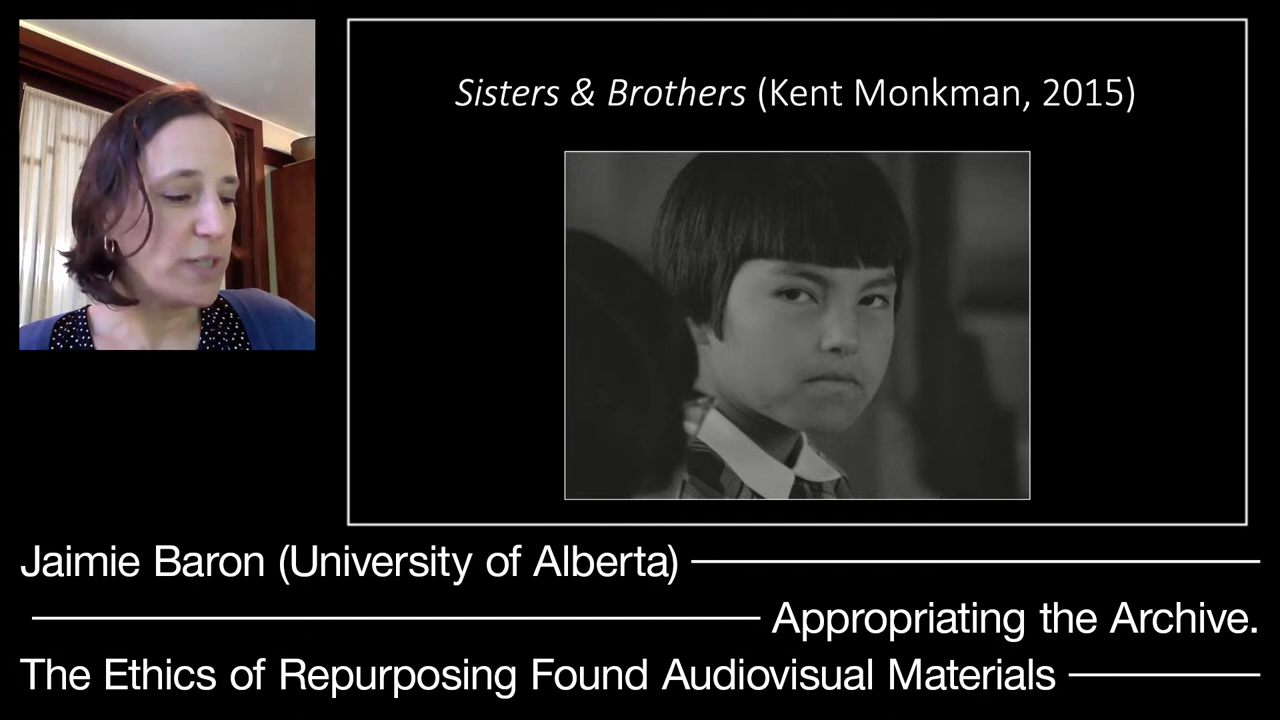 Sisters & Brothers (Kent Monkman, 2015)
Jaimie Baron (University of Alberta)
Appropriating the Archive.
The Ethics of Repurposing Found Audiovisual Materials